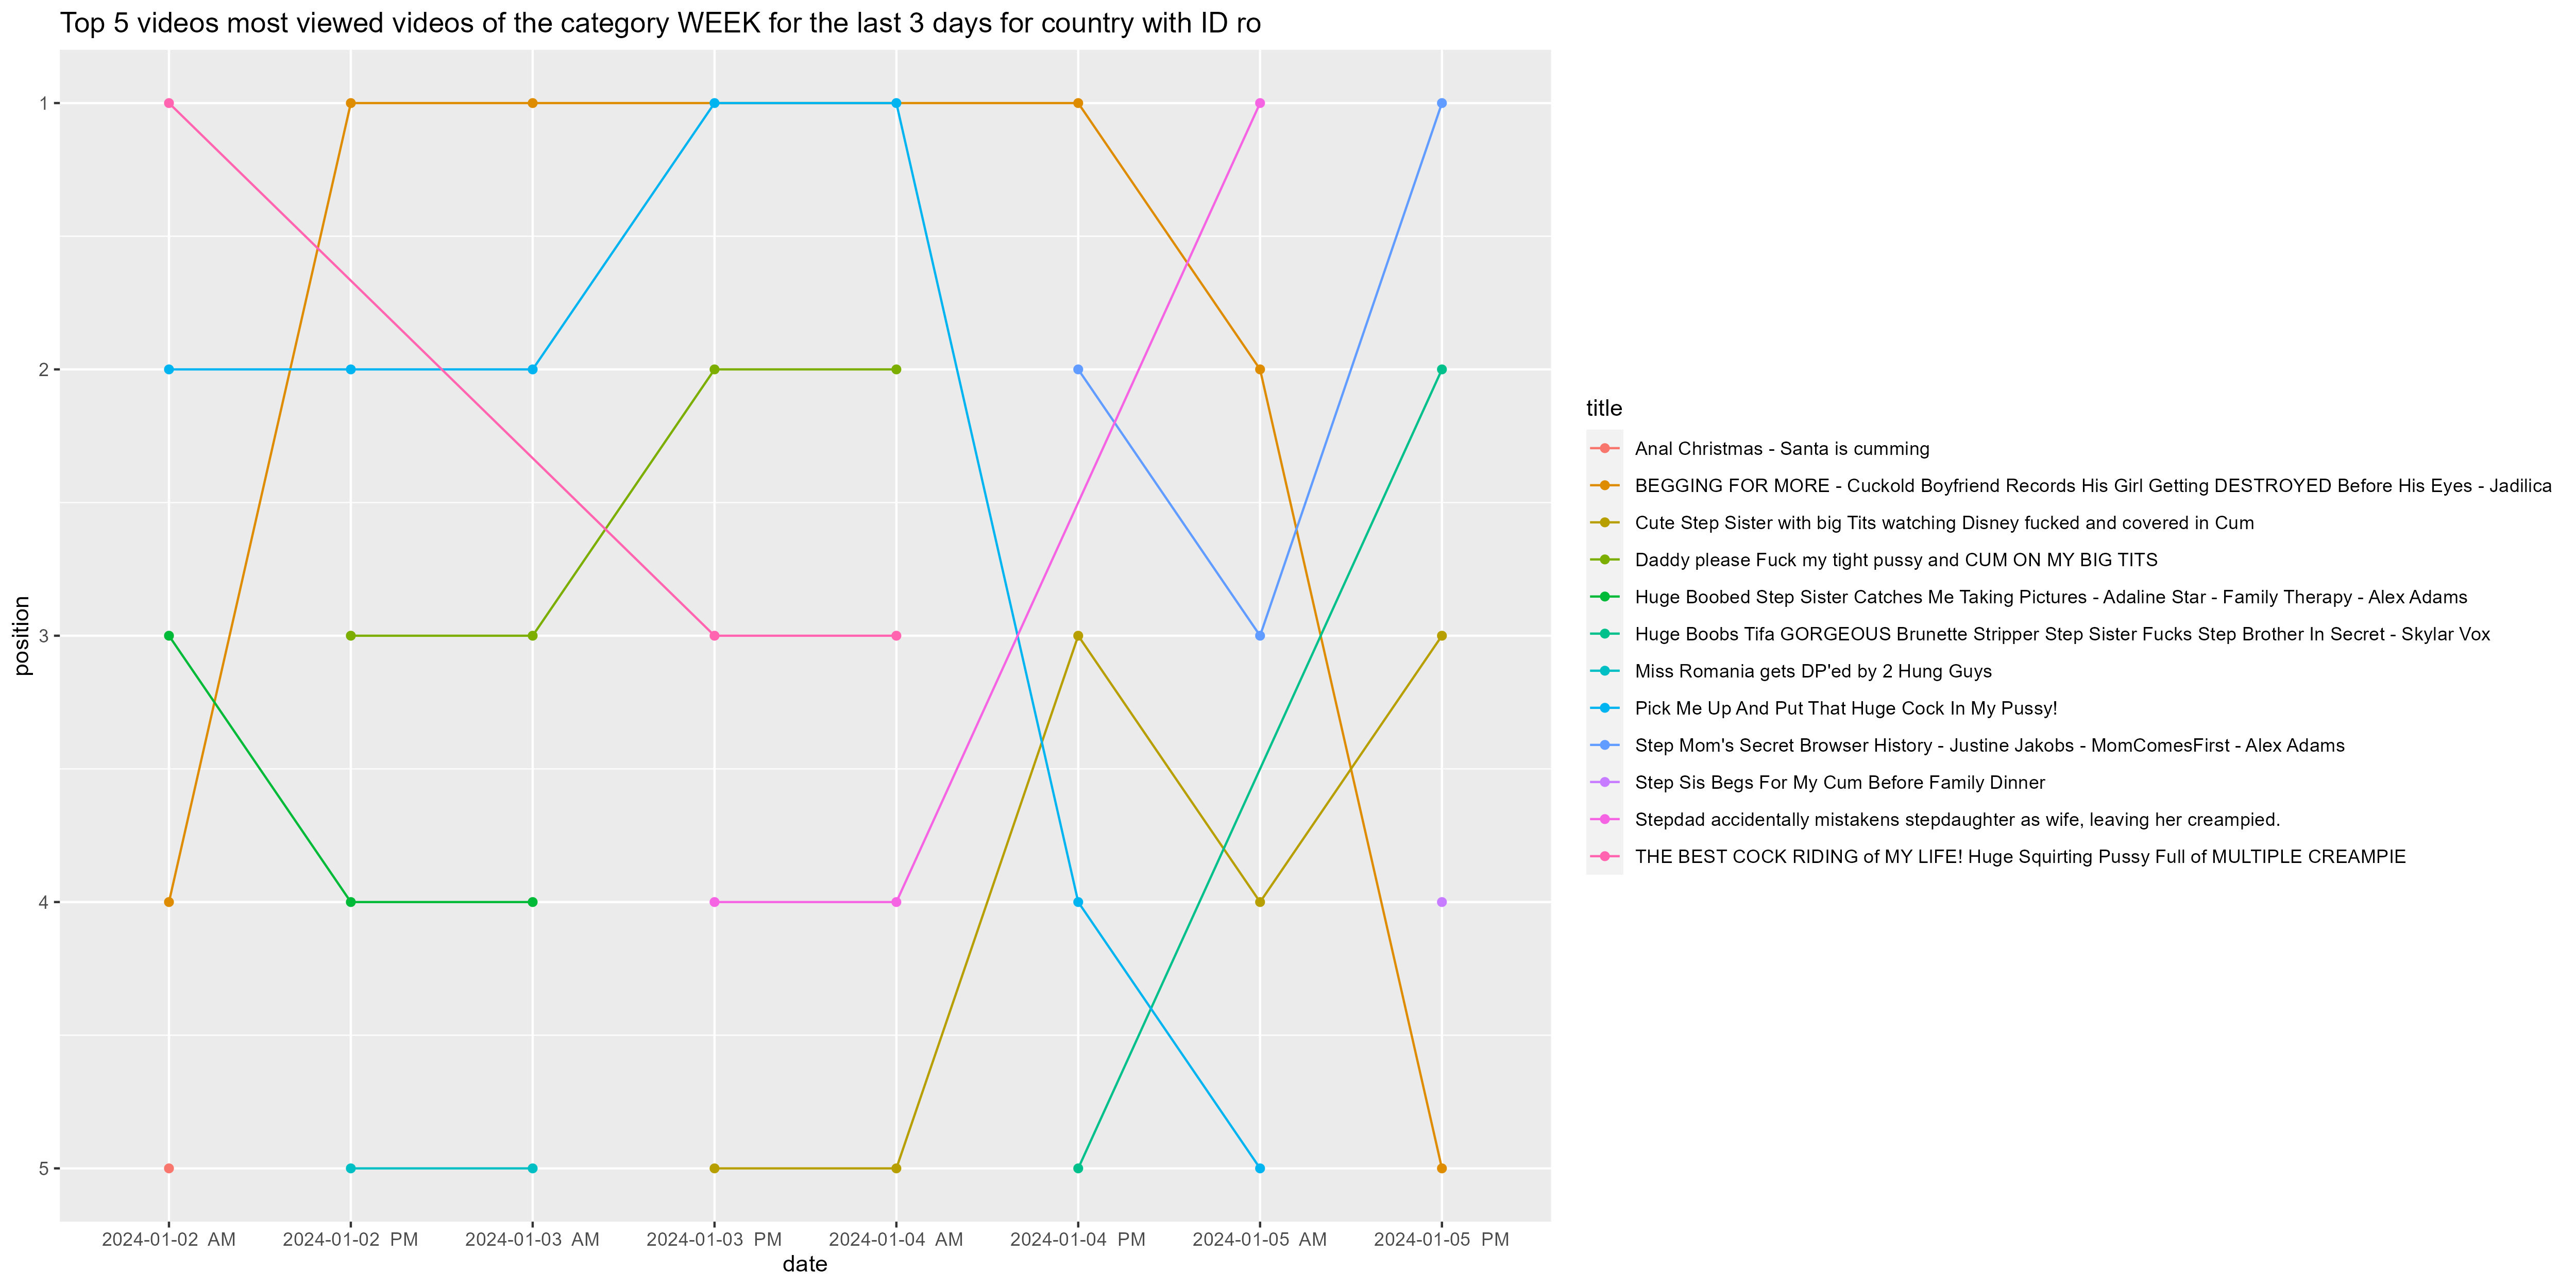 Top 5 videos most viewed videos of the category WEEK for the last 3 days for country with ID ro
position
1
2
3
4
5
2024-01-02 AM
2024-01-02 PM
2024-01-03 AM
2024-01-03 PM
2024-01-04 AM
2024-01-04 PM
2024-01-05 AM
2024-01-05 PM
date
title
Anal Christmas - Santa is cumming
BEGGING FOR MORE - Cuckold Boyfriend Records His Girl Getting DESTROYED Before His Eyes - Jadilica
Cute Step Sister with big Tits watching Disney fucked and covered in Cum
Daddy please Fuck my tight pussy and CUM ON MY BIG TITS
Huge Boobed Step Sister Catches Me Taking Pictures - Adaline Star - Family Therapy - Alex Adams
Huge Boobs Tifa GORGEOUS Brunette Stripper Step Sister Fucks Step Brother In Secret - Skylar Vox
Miss Romania gets DP'ed by 2 Hung Guys
Pick Me Up And Put That Huge Cock In My Pussy!
Step Mom's Secret Browser History - Justine Jakobs - MomComesFirst - Alex Adams
Step Sis Begs For My Cum Before Family Dinner
Stepdad accidentally mistakens stepdaughter as wife, leaving her creampied.
THE BEST COCK RIDING of MY LIFE! Huge Squirting Pussy Full of MULTIPLE CREAMPIE